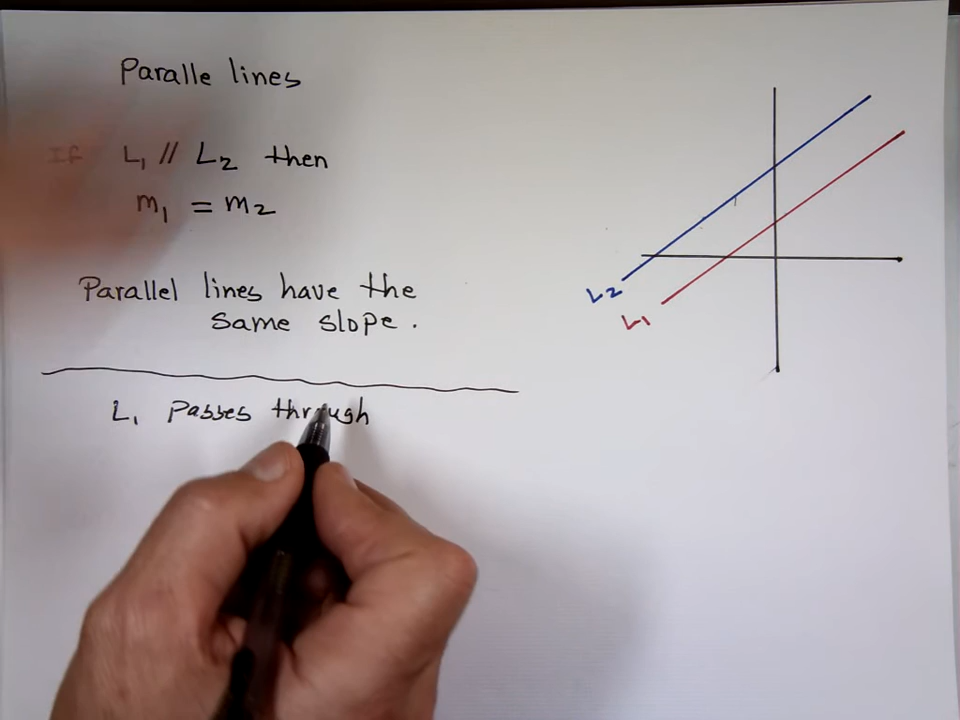 Paralle lines
If L1 // L2 then
m1 = m2
Parallel lines have the
same slope.
L1 passes through
L2
L1